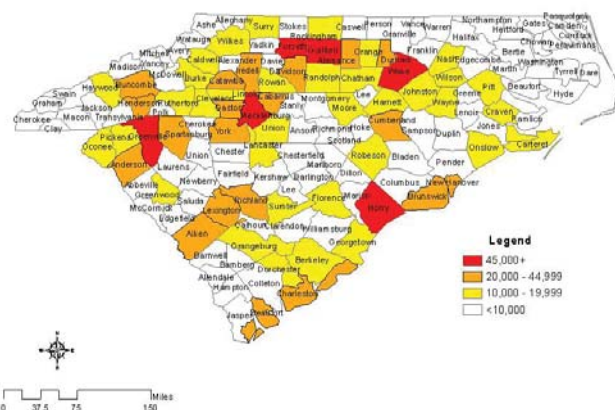 Ashe Alleghany Surry Stokes Rockingham Caswell Person Vance Warren Northampton Gates Camden
Watauga Wilkes Yadkin Forsyth Guilford Alamance Orange Durham Granville Franklin Halifax Hertford Bertie Chowan
Mitchell Avery Caldwell Alexander Davie Davidson Randolph Chatham Wake Nash Edgecombe Martin Washington Tyrrell Dare
Madison Yancey McDowell Burke Catawba Iredell Rowan Johnston Wilson Pitt Beaufort Hyde
Swain Haywood Buncombe Rutherford Cleveland Lincoln Cabarrus Montgomery Moore Lee Harnett Wayne Greene Craven Pamlico
Graham Jackson Henderson Polk Gaston Mecklenburg Stanly Lenoir Jones
Cherokee Macon Transylvania Cherokee York Union Anson Richmond Hoke Cumberland Sampson Duplin Onslow Carteret
Clay Pickens Greenville Spartanburg Lancaster Scotland
Oconee Union Chester Chesterfield Marlboro Robeson Bladen Pender
Anderson Laurens Fairfield Kershaw Darlington Dillon Columbus New Hanover
Abbeville Newberry Lee Marion Brunswick
Greenwood Saluda Richland Florence Horry
McCormick Lexington Sumter
Edgefield Calhoun Clarendon Williamsburg
Aiken Orangeburg Georgetown
Barnwell Berkeley
Bamberg Dorchester
Allendale Colleton
Hampton Charleston
Jasper Beaufort
Legend
45,000+
20,000 - 44,999
10,000 - 19,999
<10,000
N
W E
S
Miles
0 37.5 75 150